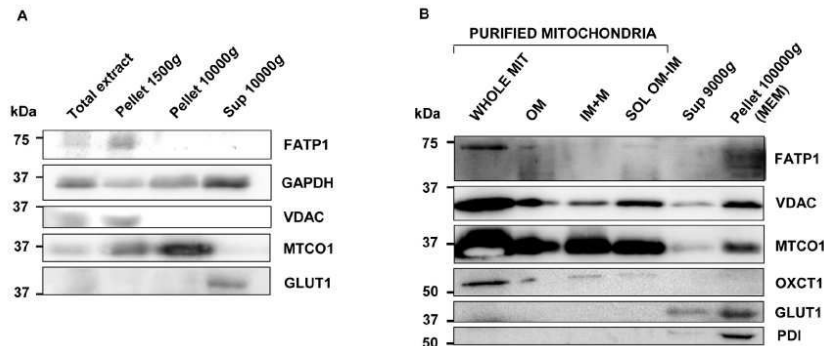 A
Total extract
Pellet 1500g
Pellet 10000g
Sup 10000g
kDa
75
FATP1
37
GAPDH
37
VDAC
37
MTCO1
37
GLUT1
B
PURIFIED MITOCHONDRIA
WHOLE MIT
OM
IM+M
SOL OM-IM
Sup 9000g
Pellet 100000g
(MEM)
kDa
75
FATP1
37
VDAC
37
MTCO1
50
OXCT1
37
GLUT1
50
PDI